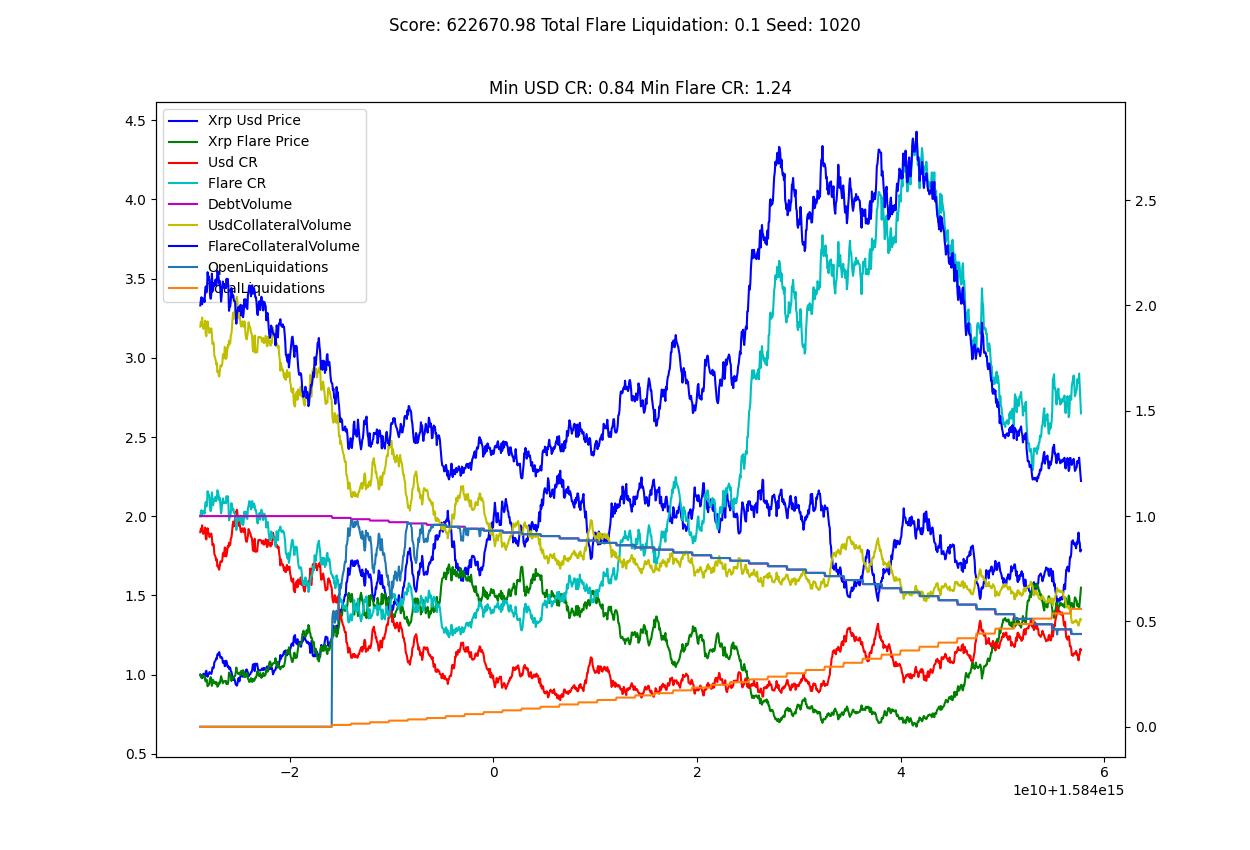 Score: 622670.98 Total Flare Liquidation: 0.1 Seed: 1020
Min USD CR: 0.84 Min Flare CR: 1.24
Xrp Usd Price
Xrp Flare Price
Usd CR
Flare CR
DebtVolume
UsdCollateralVolume
FlareCollateralVolume
OpenLiquidations
TotalLiquidations
4.5
4.0
3.5
3.0
2.5
2.0
1.5
1.0
0.5
2.5
2.0
1.5
1.0
0.5
0.0
−2
0
2
4
6
1e10+1.584e15